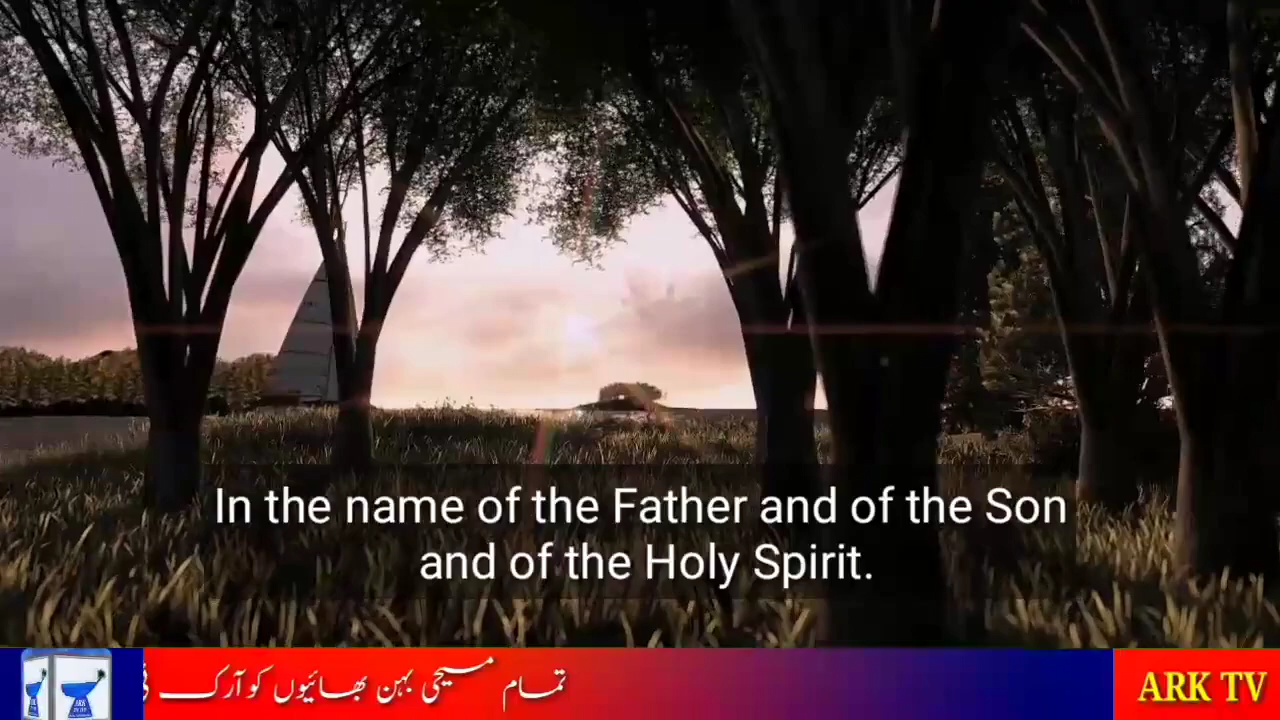 In the name of the Father and of the Son
and of the Holy Spirit.
تمام مسیحی بہن بھائیوں کو آرک
ARK TV
ARK